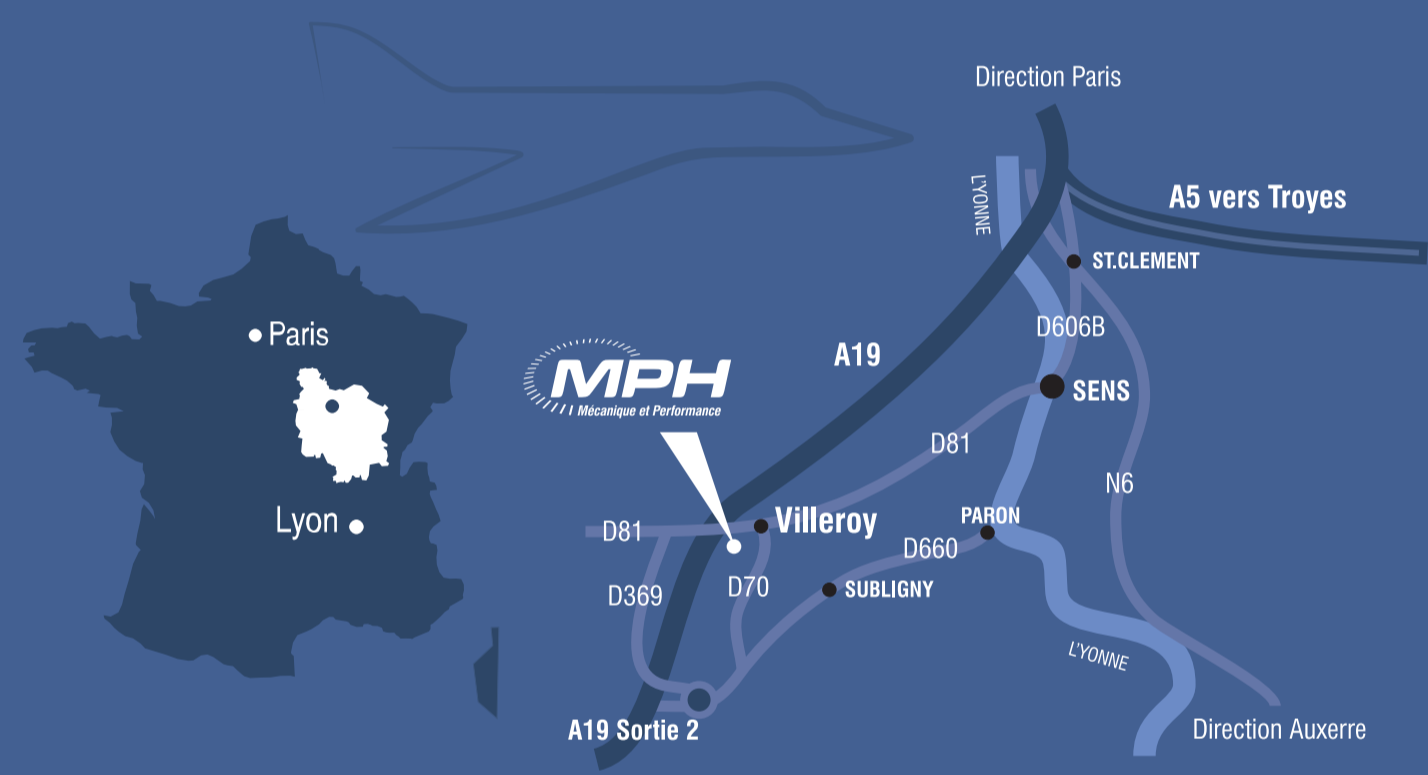 Direction Paris
L'YONNE
A5 vers Troyes
ST.CLEMENT
Paris
D606B
A19
MPH
Mécanique et Performance
SENS
D81
N6
Lyon
Villeroy
PARON
D81
D660
D369
D70
SUBLIGNY
L'YONNE
A19 Sortie 2
Direction Auxerre